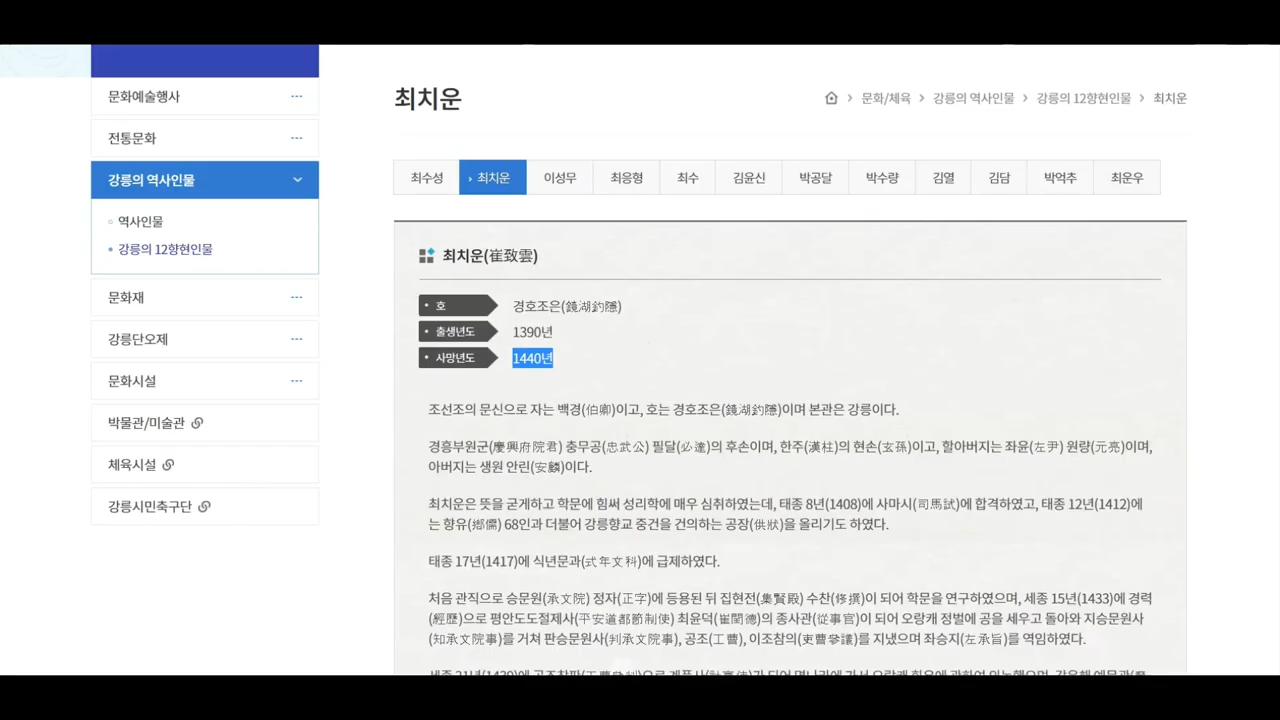 문화예술행사
전통문화
강릉의 역사인물
역사인물
강릉의 12향현인물
문화재
강릉단오제
문화시설
박물관/미술관
체육시설
강릉시민축구단
최치운
문화/체육 > 강릉의 역사인물 > 강릉의 12향현인물 > 최치운
최수성 최치운 이성무 최응형 최수 김윤신 박공달 박수량 김열 김담 박억추 최운우
최치운(崔致雲)
호 경호조은(鏡湖釣隱)
출생년도 1390년
사망년도 1440년
조선조의 문신으로 자는 백경(伯卿)이고, 호는 경호조은(鏡湖釣隱)이며 본관은 강릉이다.
경흥부원군(慶興府院君) 충무공(忠武公) 필달(必達)의 후손이며, 한주(漢柱)의 현손(玄孫)이고, 할아버지는 좌윤(左尹) 원량(元亮)이며,
아버지는 생원 안린(安麟)이다.
최치운은 뜻을 굳게하고 학문에 힘써 성리학에 매우 심취하였는데, 태종 8년(1408)에 사마시(司馬試)에 합격하였고, 태종 12년(1412)에
는 향유(鄕儒) 68인과 더불어 강릉향교 중건을 건의하는 공장(供狀)을 올리기도 하였다.
태종 17년(1417)에 식년문과(式年文科)에 급제하였다.
처음 관직으로 승문원(承文院) 정자(正字)에 등용된 뒤 집현전(集賢殿) 수찬(修撰)이 되어 학문을 연구하였으며, 세종 15년(1433)에 경력
(經歷)으로 평안도도절제사(平安道都節制使) 최윤덕(崔閏德)의 종사관(從事官)이 되어 오랑캐 정벌에 공을 세우고 돌아와 지승문원사
(知承文院事)를 거쳐 판승문원사(判承文院事), 공조(工曹), 이조참의(吏曹參議)를 지냈으며 좌승지(左承旨)를 역임하였다.